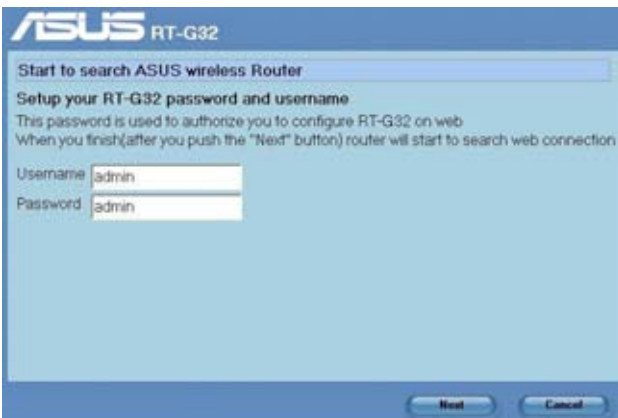 ASUS RT-G32
Start to search ASUS wireless Router
Setup your RT-G32 password and username
This password is used to authorize you to configure RT-G32 on web
When you finish(after you push the "Next" button) router will start to search web connection
Username admin
Password admin
Next Cancel